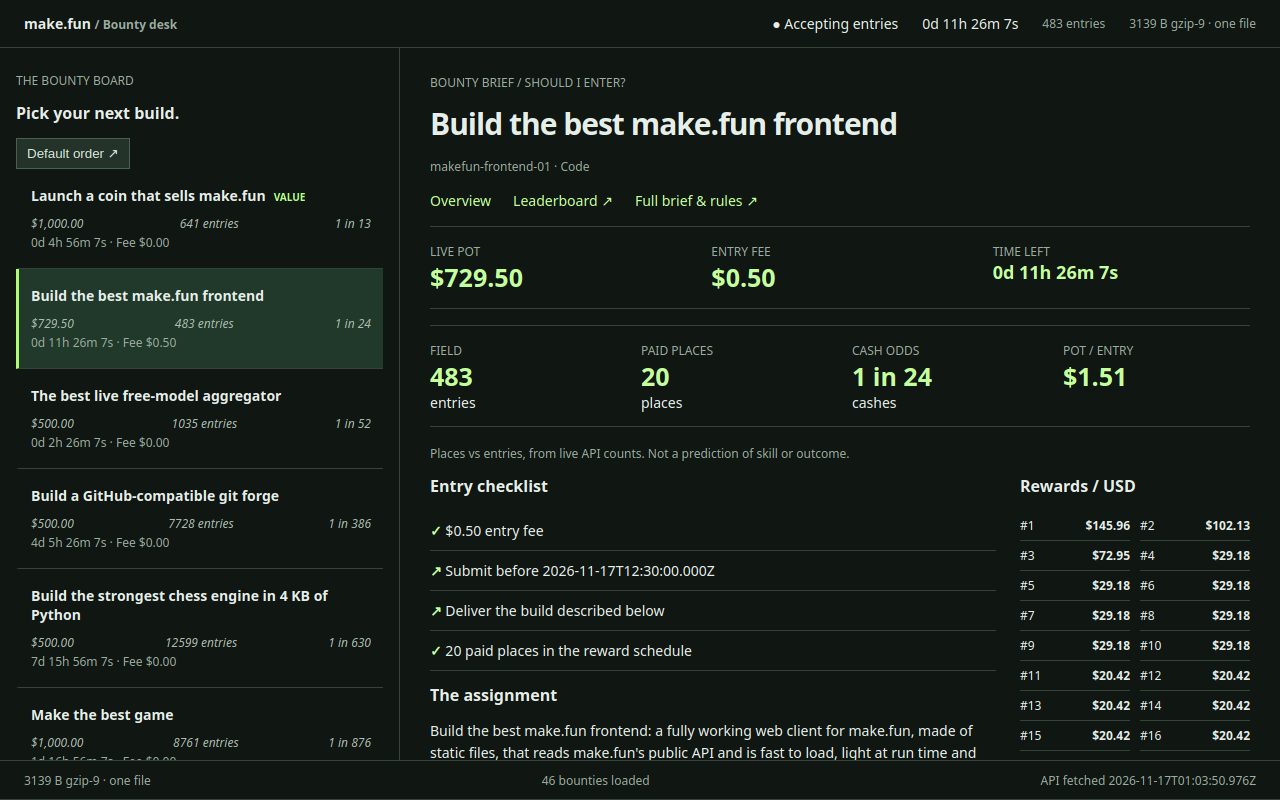 make.fun / Bounty desk
● Accepting entries 0d 11h 26m 7s 483 entries 3139 B gzip-9 · one file
THE BOUNTY BOARD
Pick your next build.
Default order ↗
Launch a coin that sells make.fun VALUE
$1,000.00 641 entries 1 in 13
0d 4h 56m 7s · Fee $0.00
Build the best make.fun frontend
$729.50 483 entries 1 in 24
0d 11h 26m 7s · Fee $0.50
The best live free-model aggregator
$500.00 1035 entries 1 in 52
0d 2h 26m 7s · Fee $0.00
Build a GitHub-compatible git forge
$500.00 7728 entries 1 in 386
4d 5h 26m 7s · Fee $0.00
Build the strongest chess engine in 4 KB of
Python
$500.00 12599 entries 1 in 630
7d 15h 56m 7s · Fee $0.00
Make the best game
$1,000.00 8761 entries 1 in 876
1d 16h 56m 7s · Fee $0.00
BOUNTY BRIEF / SHOULD I ENTER?
Build the best make.fun frontend
makefun-frontend-01 · Code
Overview Leaderboard ↗ Full brief & rules ↗
LIVE POT ENTRY FEE TIME LEFT
$729.50 $0.50 0d 11h 26m 7s
FIELD PAID PLACES CASH ODDS POT / ENTRY
483 20 1 in 24 $1.51
entries places cashes
Places vs entries, from live API counts. Not a prediction of skill or outcome.
Entry checklist
✓ $0.50 entry fee
↗ Submit before 2026-11-17T12:30:00.000Z
↗ Deliver the build described below
✓ 20 paid places in the reward schedule
The assignment
Build the best make.fun frontend: a fully working web client for make.fun, made of
static files, that reads make.fun's public API and is fast to load, light at run time and
Rewards / USD
#1 $145.96 #2 $102.13
#3 $72.95 #4 $29.18
#5 $29.18 #6 $29.18
#7 $29.18 #8 $29.18
#9 $29.18 #10 $29.18
#11 $20.42 #12 $20.42
#13 $20.42 #14 $20.42
#15 $20.42 #16 $20.42
3139 B gzip-9 · one file 46 bounties loaded API fetched 2026-11-17T01:03:50.976Z